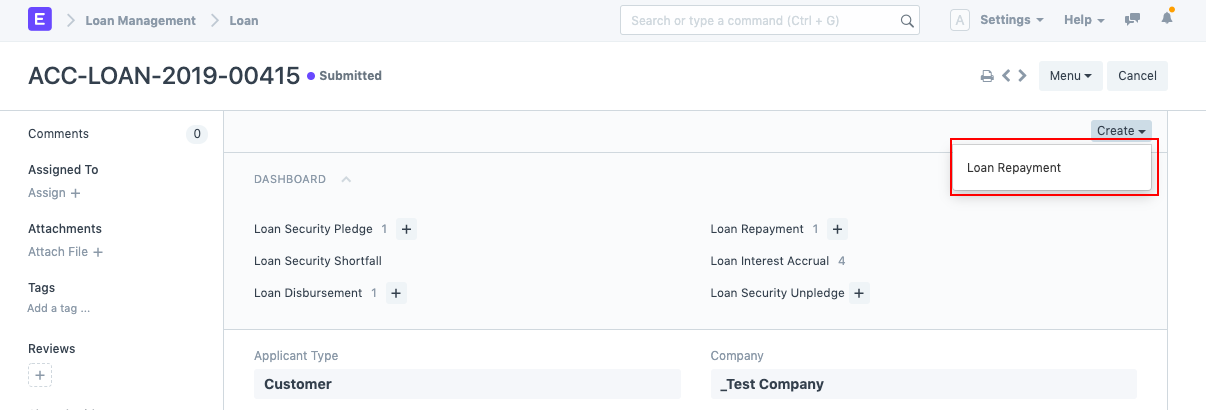 E Loan Management Loan Search or type a command (Ctrl + G) A Settings Help
ACC-LOAN-2019-00415 Submitted Menu Cancel
Comments 0 Create
Loan Repayment
Assigned To
Assign +
DASHBOARD
Attachments
Attach File +
Loan Security Pledge 1 + Loan Repayment 1 +
Loan Security Shortfall Loan Interest Accrual 4
Tags
Add a tag ...
Loan Disbursement 1 + Loan Security Unpledge +
Reviews
+
Applicant Type Company
Customer _Test Company